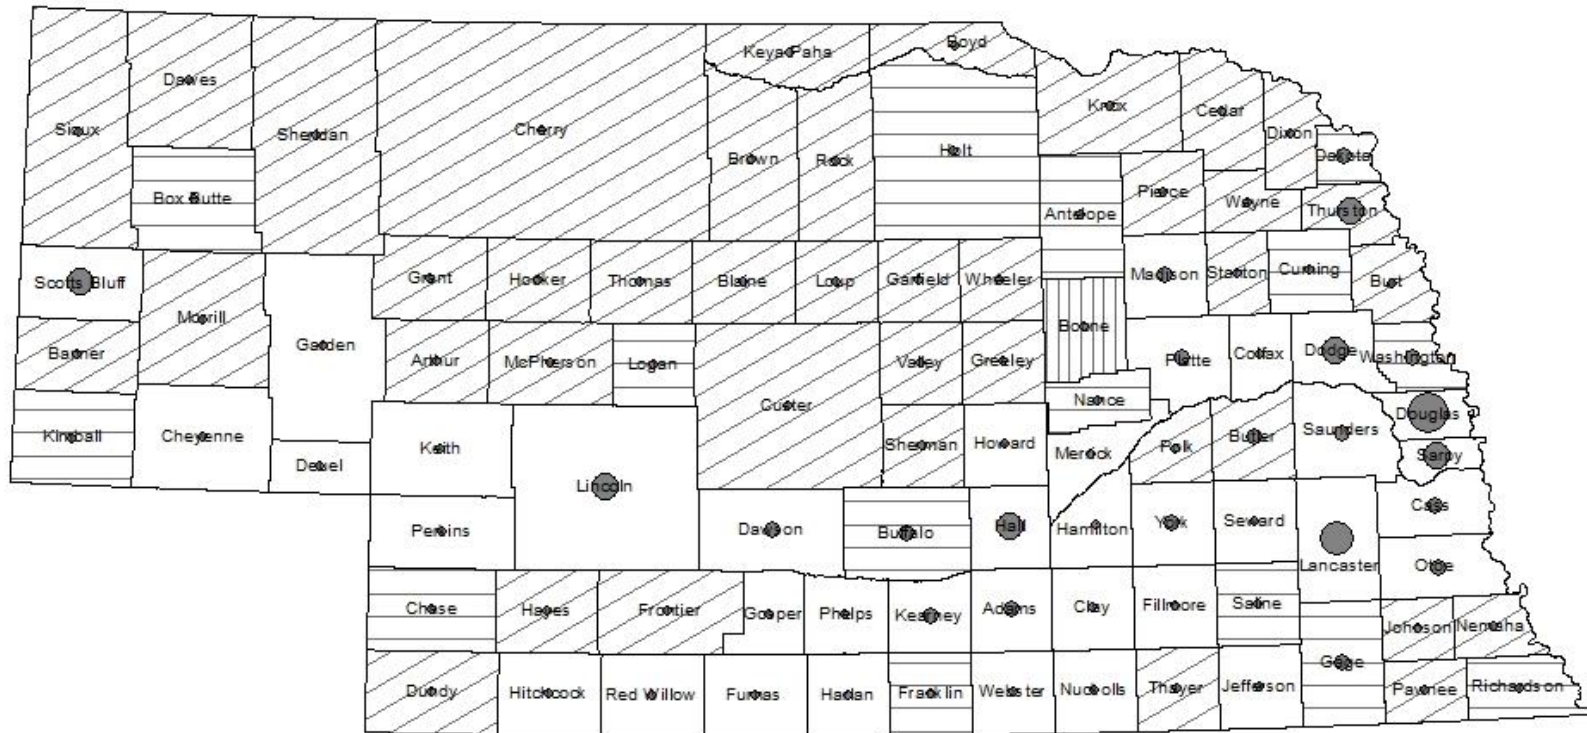 Boyd
Keya Paha
Dawes
Knox
Cedar
Sioux
Sheridan
Cherry
Dixon
Brown
Rock
Holt
Dakota
Box Butte
Pierce
Wayne
Thurston
Antelope
Scotts Bluff
Grant
Hooker
Thomas
Blaine
Loup
Garfield
Wheeler
Madison
Stanton
Cuming
Burt
Morrill
Boone
Banner
Garden
Arthur
McPherson
Logan
Valley
Greeley
Platte
Colfax
Dodge
Washington
Custer
Nance
Douglas
Kimball
Cheyenne
Keith
Sherman
Howard
Merrick
Polk
Butler
Saunders
Sarpy
Deuel
Lincoln
Cass
Perkins
Dawson
Buffalo
Hall
Hamilton
York
Seward
Lancaster
Otoe
Chase
Hayes
Frontier
Gosper
Phelps
Kearney
Adams
Clay
Fillmore
Saline
Johnson
Nemaha
Gage
Dundy
Hitchcock
Red Willow
Furnas
Harlan
Franklin
Webster
Nuckolls
Thayer
Jefferson
Pawnee
Richardson